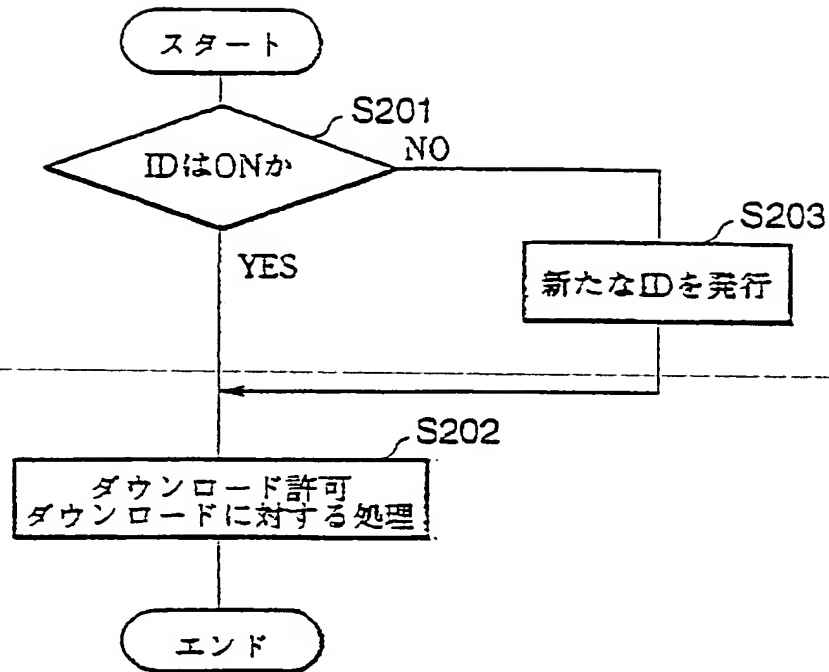 スタート
S201
IDはONか
NO
S203
YES
新たなIDを発行
S202
ダウンロード許可
ダウンロードに対する処理
エンド